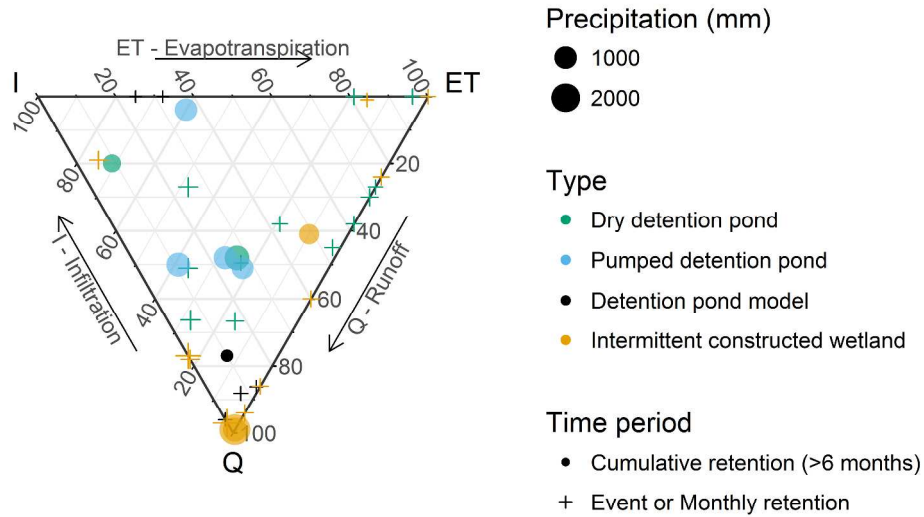 ET - Evapotranspiration
I
ET
20
40
60
80
100
100
80
60
40
20
20
40
60
80
100
I - Infiltration
Q - Runoff
Q
Precipitation (mm)
1000
2000
Type
Dry detention pond
Pumped detention pond
Detention pond model
Intermittent constructed wetland
Time period
Cumulative retention (>6 months)
Event or Monthly retention